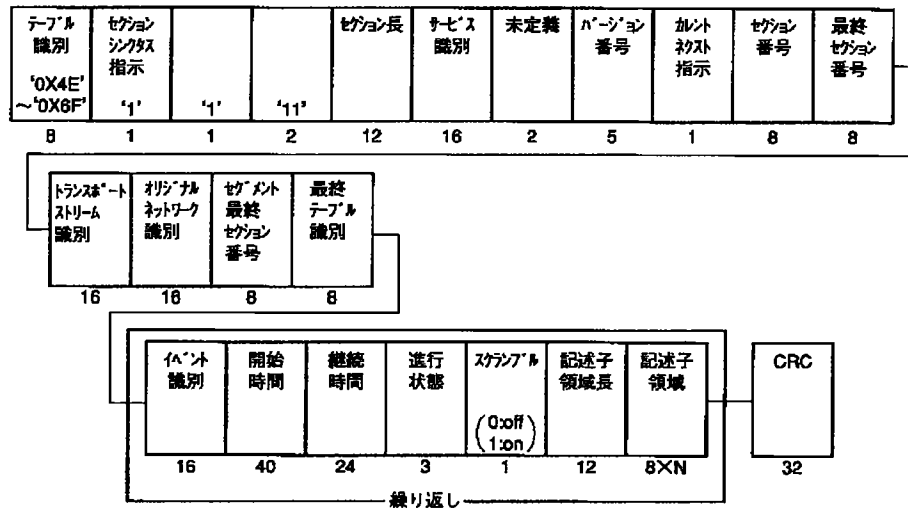 テーブル
識別
'0X4E'
～'0X6F'
セクション
シンクタス
指示
'1'
'1'
'11'
セクション長
サービス
識別
未定義
バージョン
番号
カレント
ネクスト
指示
セクション
番号
最終
セクション
番号
8 1 1 2 12 16 2 5 1 8 8
トランスポート
ストリーム
識別
オリジナル
ネットワーク
識別
セグメント
最終
セクション
番号
最終
テーブル
識別
16 16 8 8
イベント
識別
開始
時間
継続
時間
進行
状態
スクランブル
(0:off
1:on)
記述子
領域長
記述子
領域
CRC
16 40 24 3 1 12 8×N 32
繰り返し